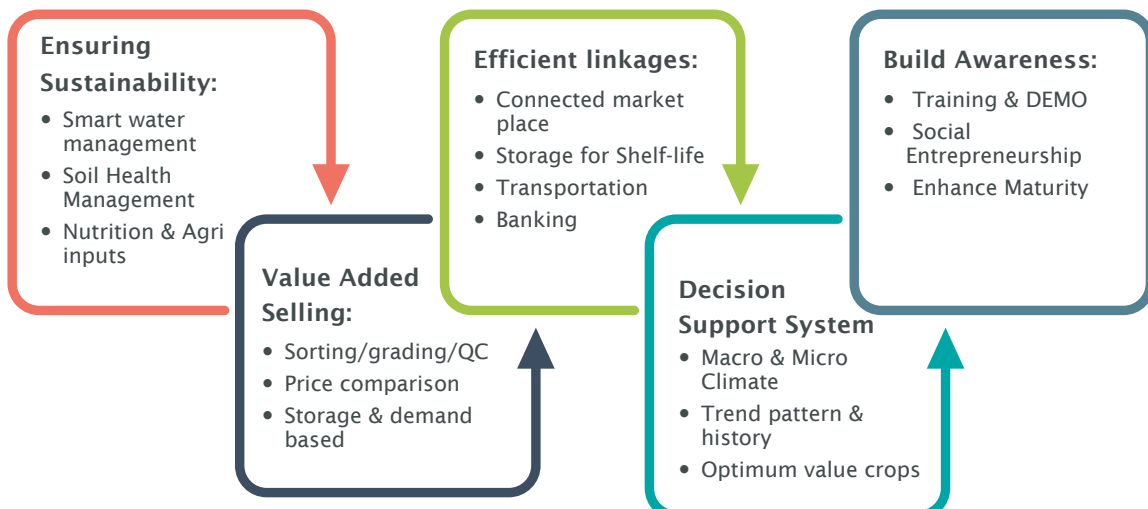 Ensuring
Sustainability:
• Smart water
management
• Soil Health
Management
• Nutrition & Agri
inputs
Value Added
Selling:
• Sorting/grading/QC
• Price comparison
• Storage & demand
based
Efficient linkages:
• Connected market
place
• Storage for Shelf-life
• Transportation
• Banking
Decision
Support System
• Macro & Micro
Climate
• Trend pattern &
history
• Optimum value crops
Build Awareness:
• Training & DEMO
• Social
Entrepreneurship
• Enhance Maturity